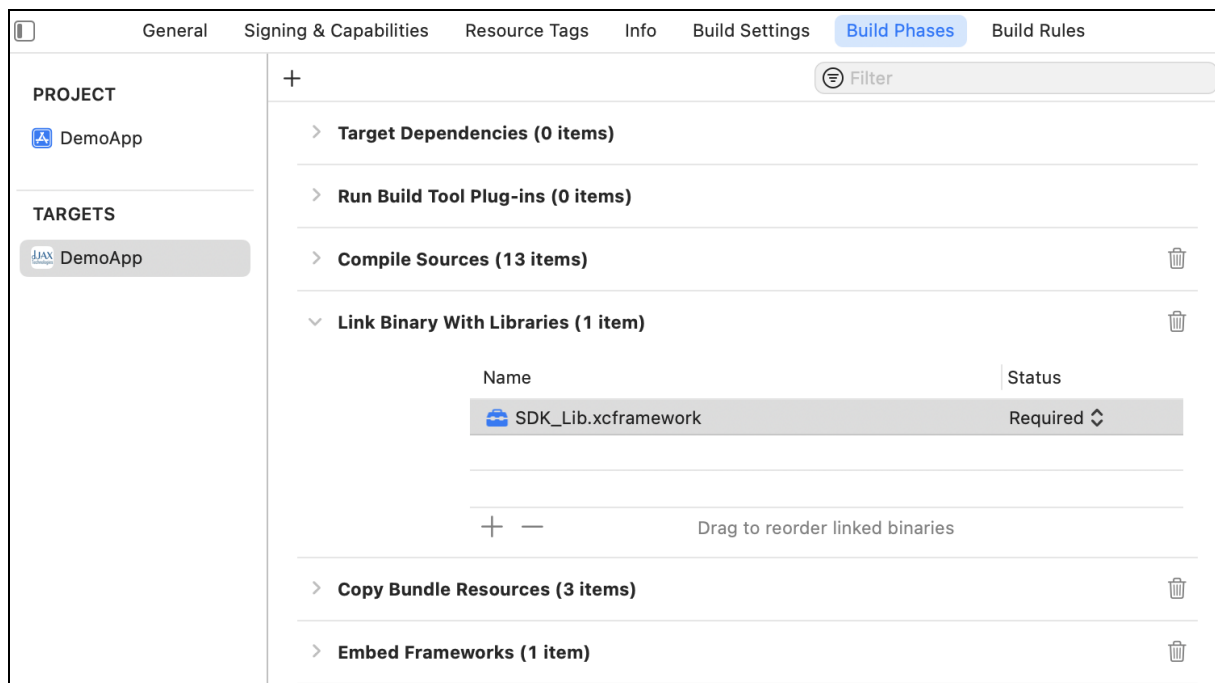 General Signing & Capabilities Resource Tags Info Build Settings Build Phases Build Rules
Filter
PROJECT
DemoApp
TARGETS
DemoApp
Target Dependencies (0 items)
Run Build Tool Plug-ins (0 items)
Compile Sources (13 items)
Link Binary With Libraries (1 item)
Name Status
SDK_Lib.xcframework Required
Drag to reorder linked binaries
Copy Bundle Resources (3 items)
Embed Frameworks (1 item)